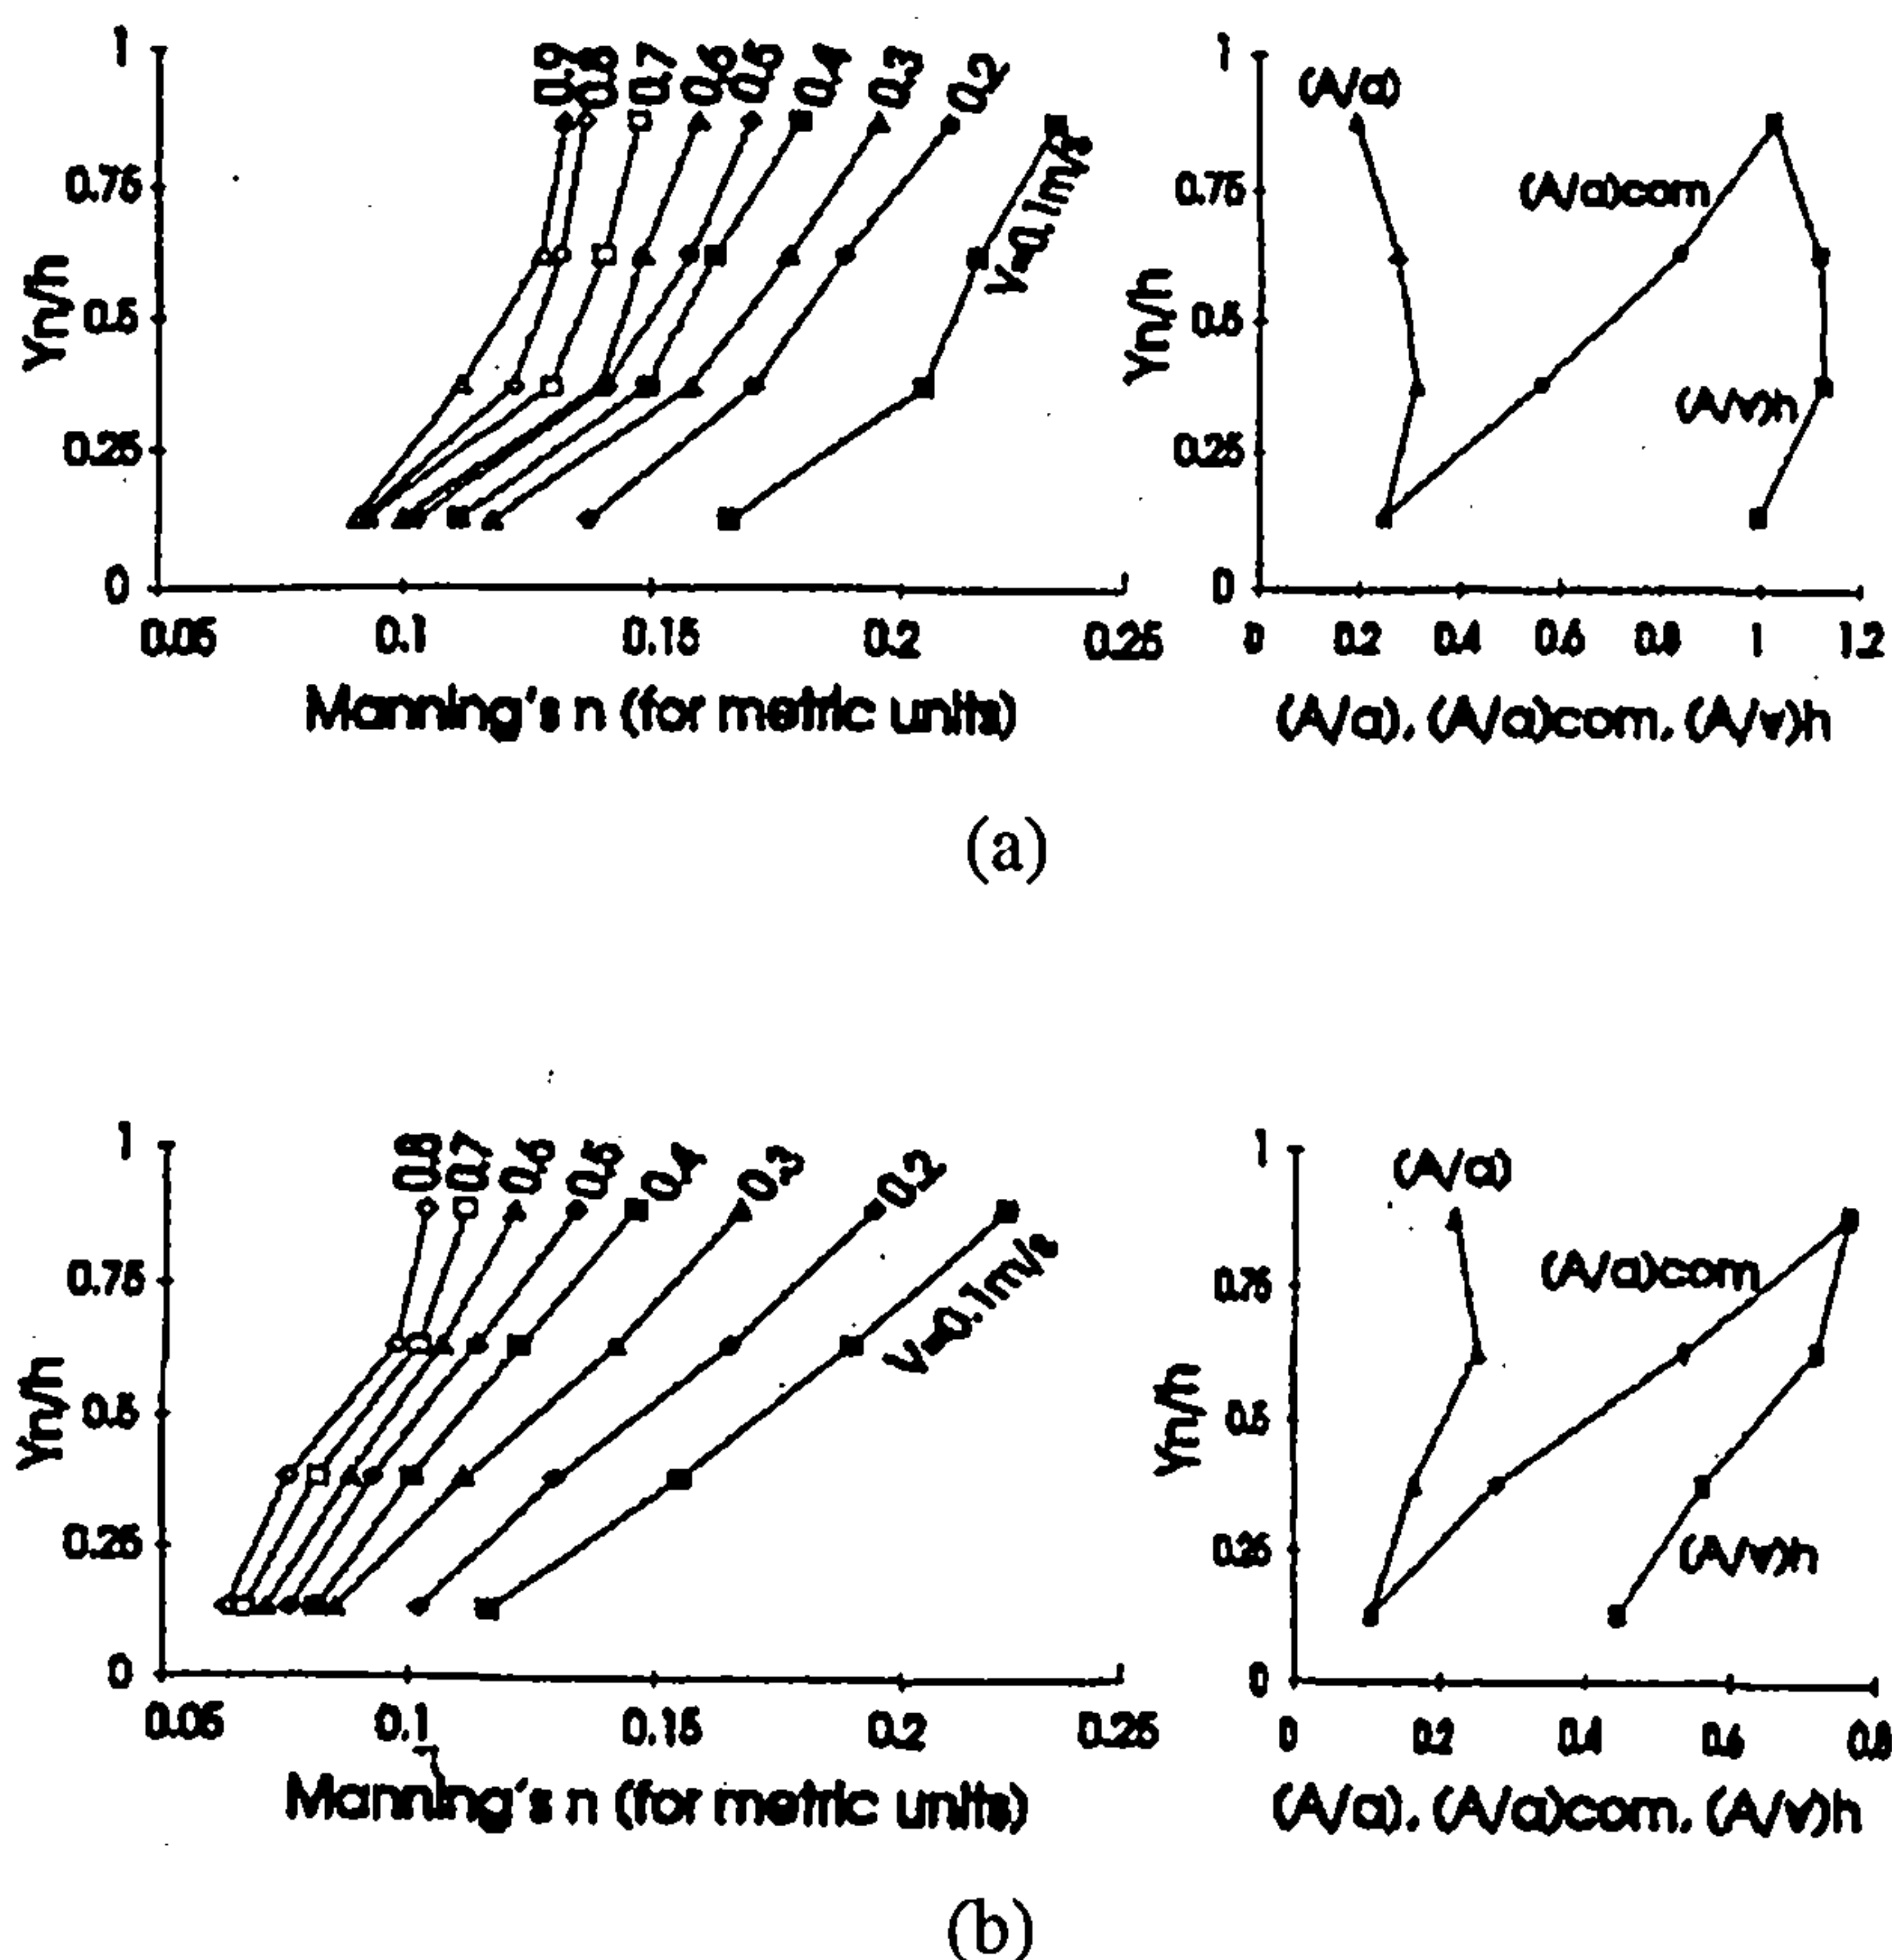 1
0.9 0.8 0.7 0.6 0.5 0.4 0.3 0.2
V=0.1m/s
0.75
0.5
0.25
0
yn/h
0.05 0.1 0.15 0.2 0.25
Manning's n (for metric units)
1
(A/a)
0.75
(A/a)com
0.5
(A/v)h
0.25
0
yn/h
0 0.2 0.4 0.6 0.8 1 1.2
(A/a), (A/a)com, (A/v)h
(a)
1
0.8 0.7 0.6 0.5 0.4 0.3 0.2
V=0.1m/s
0.75
0.5
0.25
0
yn/h
0.05 0.1 0.15 0.2 0.25
Manning's n (for metric units)
1
(A/a)
(A/a)com
0.75
0.5
0.25
(A/v)h
0
yn/h
0 0.2 0.4 0.6 0.8
(A/a), (A/a)com, (A/v)h
(b)